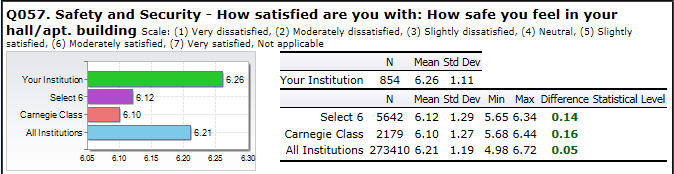 Q057. Safety and Security - How satisfied are you with: How safe you feel in your
hall/apt. building Scale: (1) Very dissatisfied, (2) Moderately dissatisfied, (3) Slightly dissatisfied, (4) Neutral, (5) Slightly
satisfied, (6) Moderately satisfied, (7) Very satisfied, Not applicable
Your Institution 6.26
Select 6 6.12
Carnegie Class 6.10
All Institutions 6.21
6.05 6.10 6.15 6.20 6.25 6.30
N Mean Std Dev
Your Institution 854 6.26 1.11
N Mean Std Dev Min Max Difference Statistical Level
Select 6 5642 6.12 1.29 5.65 6.34 0.14
Carnegie Class 2179 6.10 1.27 5.68 6.44 0.16
All Institutions 273410 6.21 1.19 4.98 6.72 0.05